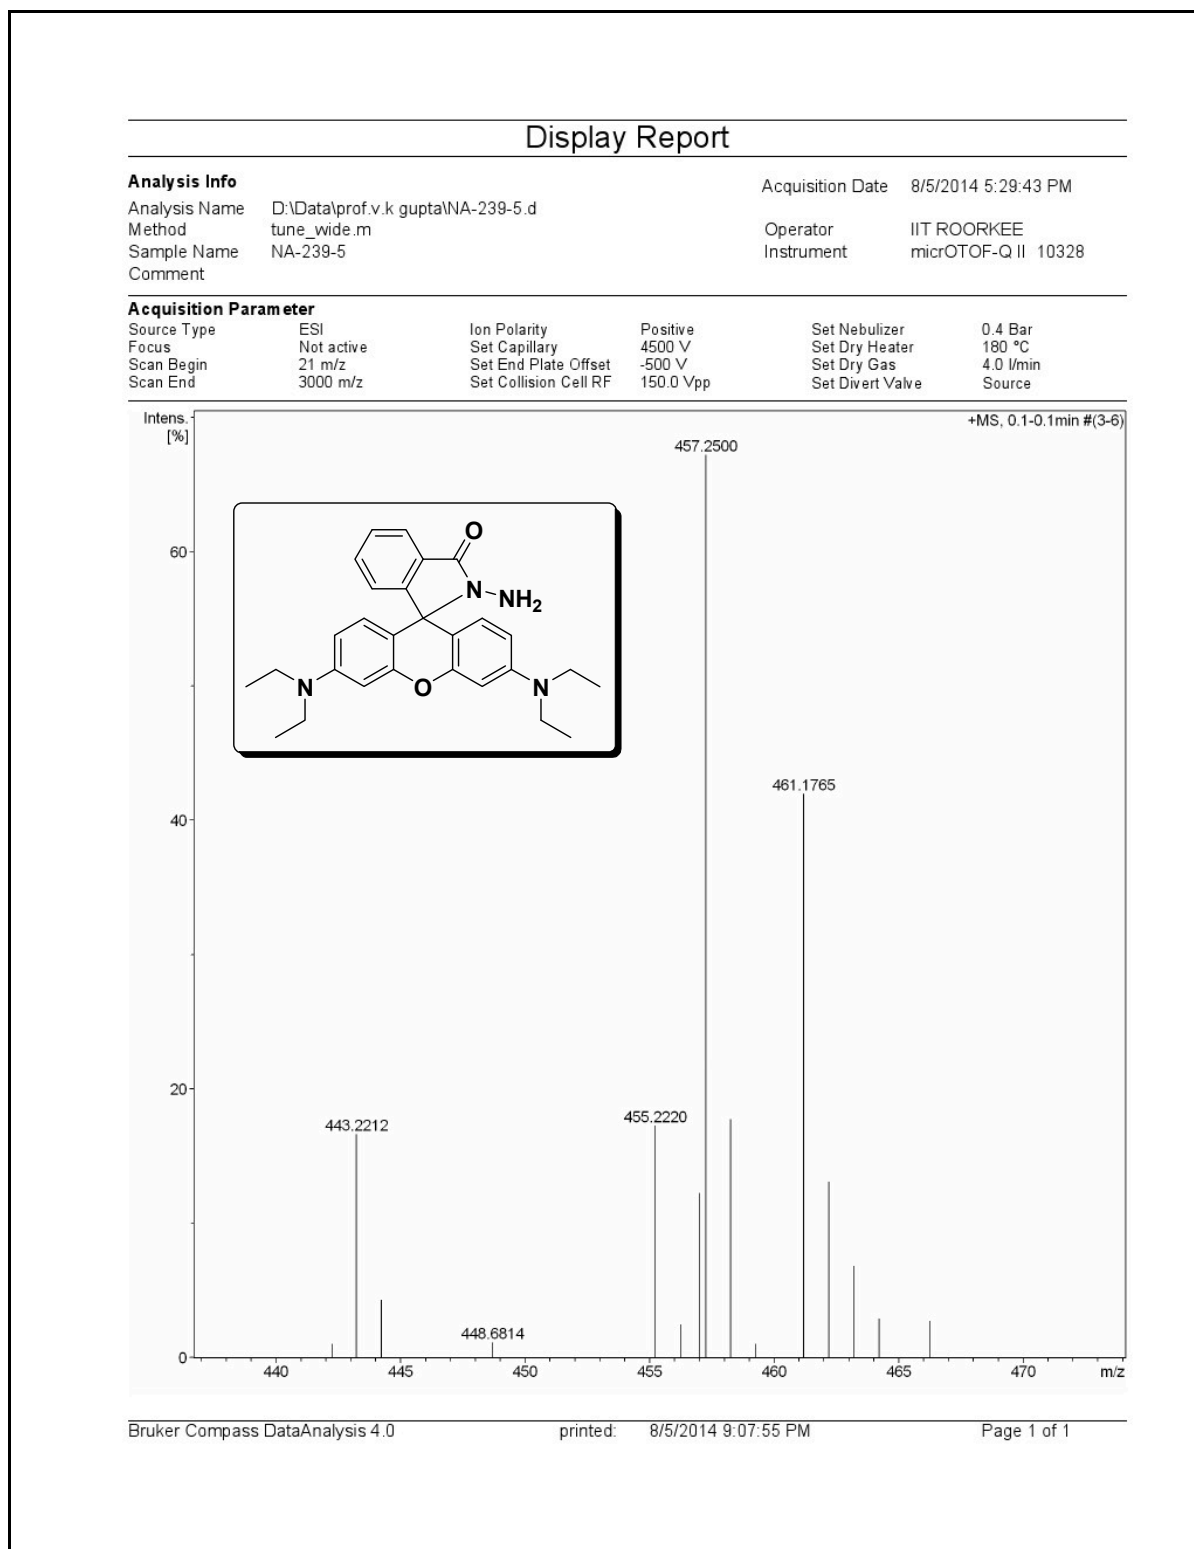 Display Report
Analysis Info
Acquisition Date 8/5/2014 5:29:43 PM
Analysis Name D:\Data\prof.v.k gupta\NA-239-5.d
Method tune_wide.m Operator IIT ROORKEE
Sample Name NA-239-5 Instrument micrOTOF-Q II 10328
Comment
Acquisition Parameter
Source Type ESI Ion Polarity Positive Set Nebulizer 0.4 Bar
Focus Not active Set Capillary 4500 V Set Dry Heater 180 °C
Scan Begin 21 m/z Set End Plate Offset -500 V Set Dry Gas 4.0 l/min
Scan End 3000 m/z Set Collision Cell RF 150.0 Vpp Set Divert Valve Source
Intens.
[%]
+MS, 0.1-0.1min #(3-6)
457.2500
O
60
N
NH2
N O N
461.1765
40
20
443.2212
455.2220
448.6814
0
440 445 450 455 460 465 470 m/z
Bruker Compass DataAnalysis 4.0 printed: 8/5/2014 9:07:55 PM Page 1 of 1